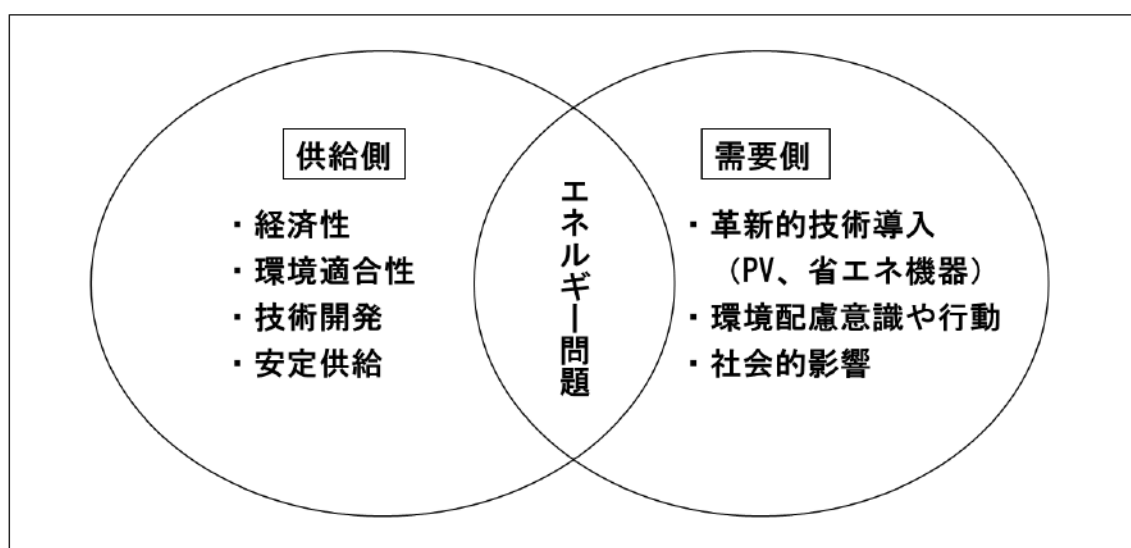 供給側
・経済性
・環境適合性
・技術開発
・安定供給
エネルギー問題
需要側
・革新的技術導入
（PV、省エネ機器）
・環境配慮意識や行動
・社会的影響